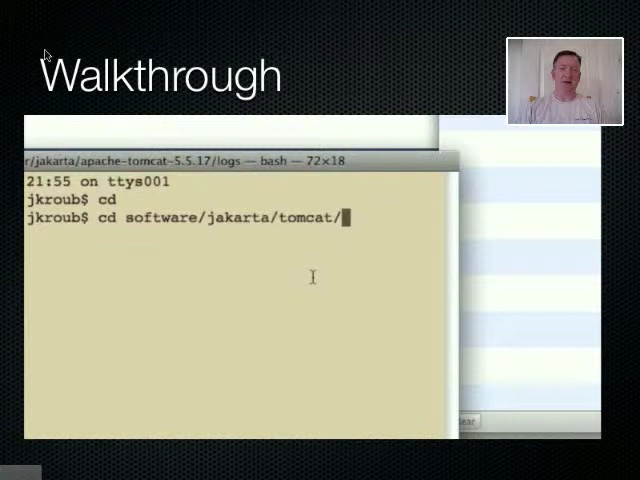 Walkthrough
r/jakarta/apache-tomcat-5.5.17/logs — bash — 72×18
21:55 on ttys001
jkroub$ cd
jkroub$ cd software/jakarta/tomcat/